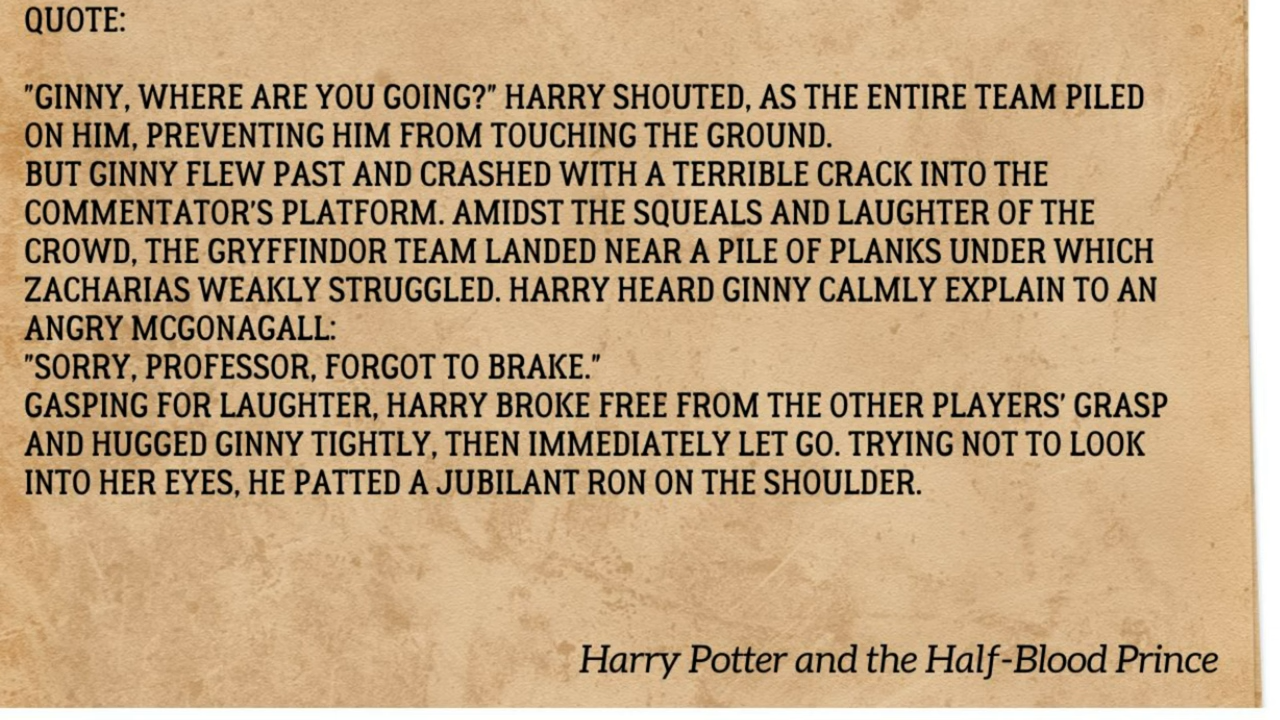 QUOTE:
"GINNY, WHERE ARE YOU GOING?" HARRY SHOUTED, AS THE ENTIRE TEAM PILED
ON HIM, PREVENTING HIM FROM TOUCHING THE GROUND.
BUT GINNY FLEW PAST AND CRASHED WITH A TERRIBLE CRACK INTO THE
COMMENTATOR'S PLATFORM. AMIDST THE SQUEALS AND LAUGHTER OF THE
CROWD, THE GRYFFINDOR TEAM LANDED NEAR A PILE OF PLANKS UNDER WHICH
ZACHARIAS WEAKLY STRUGGLED. HARRY HEARD GINNY CALMLY EXPLAIN TO AN
ANGRY MCGONAGALL:
"SORRY, PROFESSOR, FORGOT TO BRAKE."
GASPING FOR LAUGHTER, HARRY BROKE FREE FROM THE OTHER PLAYERS' GRASP
AND HUGGED GINNY TIGHTLY, THEN IMMEDIATELY LET GO. TRYING NOT TO LOOK
INTO HER EYES, HE PATTED A JUBILANT RON ON THE SHOULDER.
Harry Potter and the Half-Blood Prince